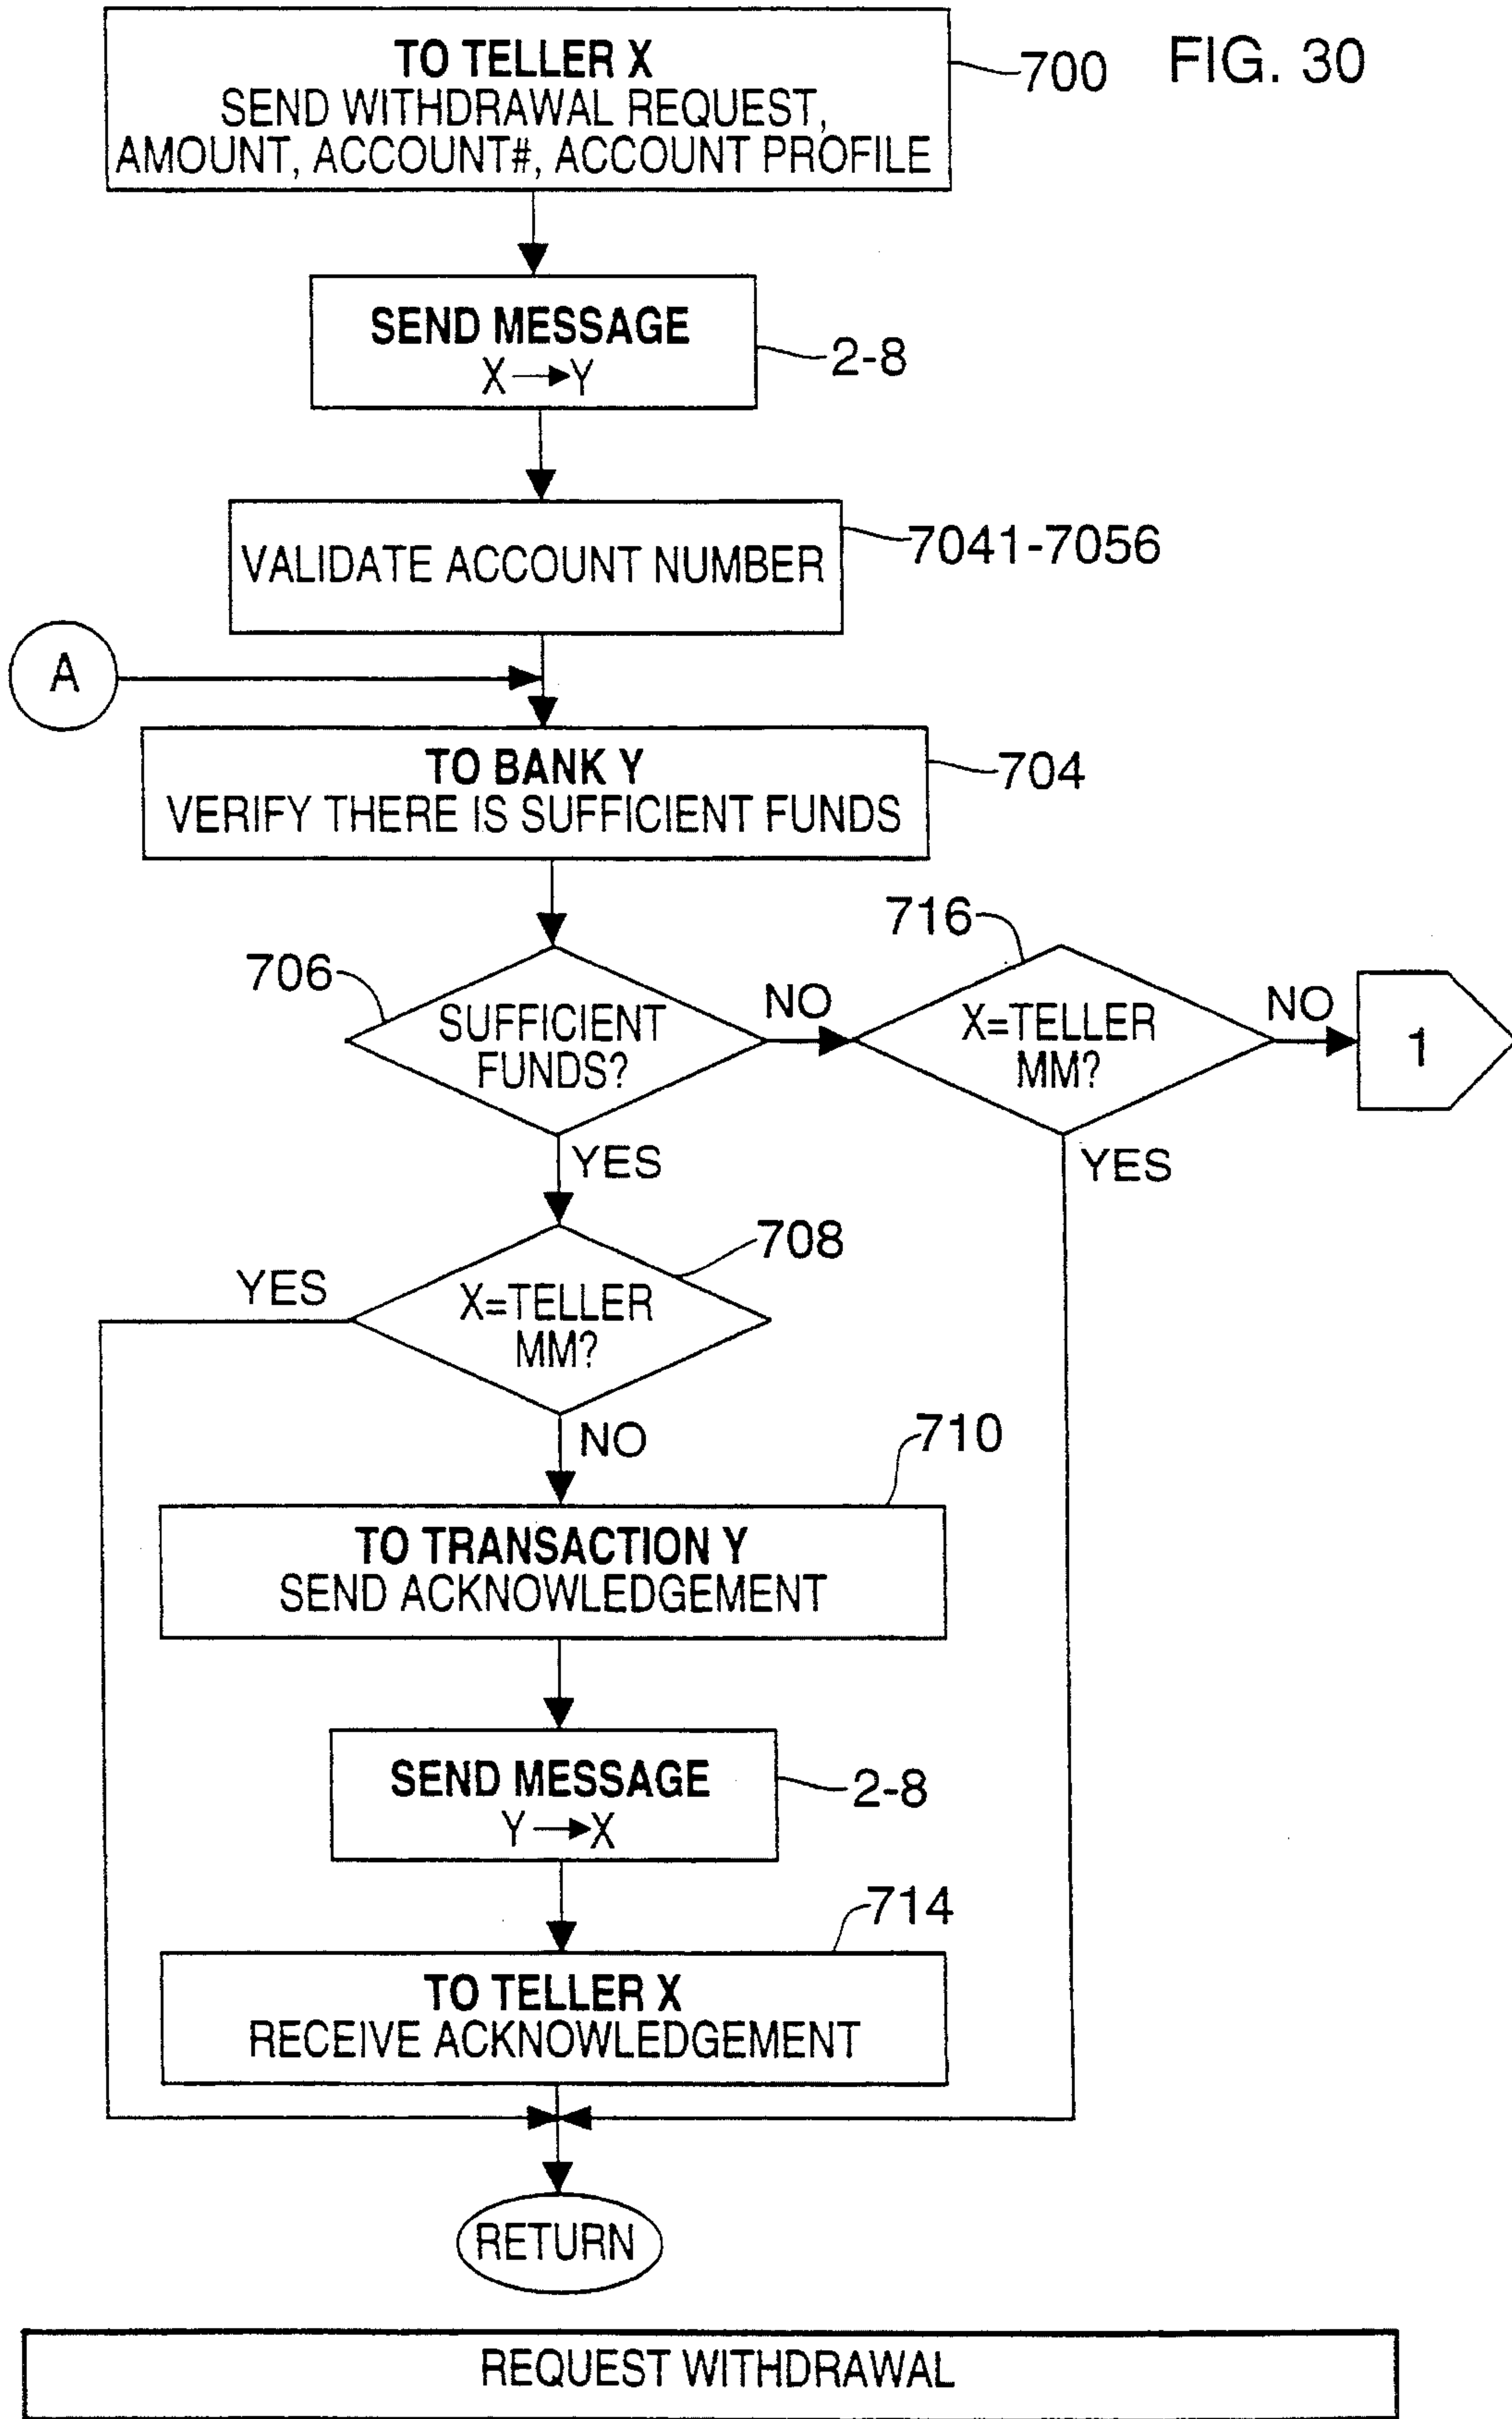 FIG. 30
TO TELLER X
SEND WITHDRAWAL REQUEST,
AMOUNT, ACCOUNT#, ACCOUNT PROFILE
700
SEND MESSAGE
X → Y
2-8
VALIDATE ACCOUNT NUMBER
7041-7056
A
TO BANK Y
VERIFY THERE IS SUFFICIENT FUNDS
704
706
SUFFICIENT
FUNDS?
NO
716
X=TELLER
MM?
NO
1
YES
YES
708
X=TELLER
MM?
YES
NO
710
TO TRANSACTION Y
SEND ACKNOWLEDGEMENT
SEND MESSAGE
Y → X
2-8
714
TO TELLER X
RECEIVE ACKNOWLEDGEMENT
RETURN
REQUEST WITHDRAWAL